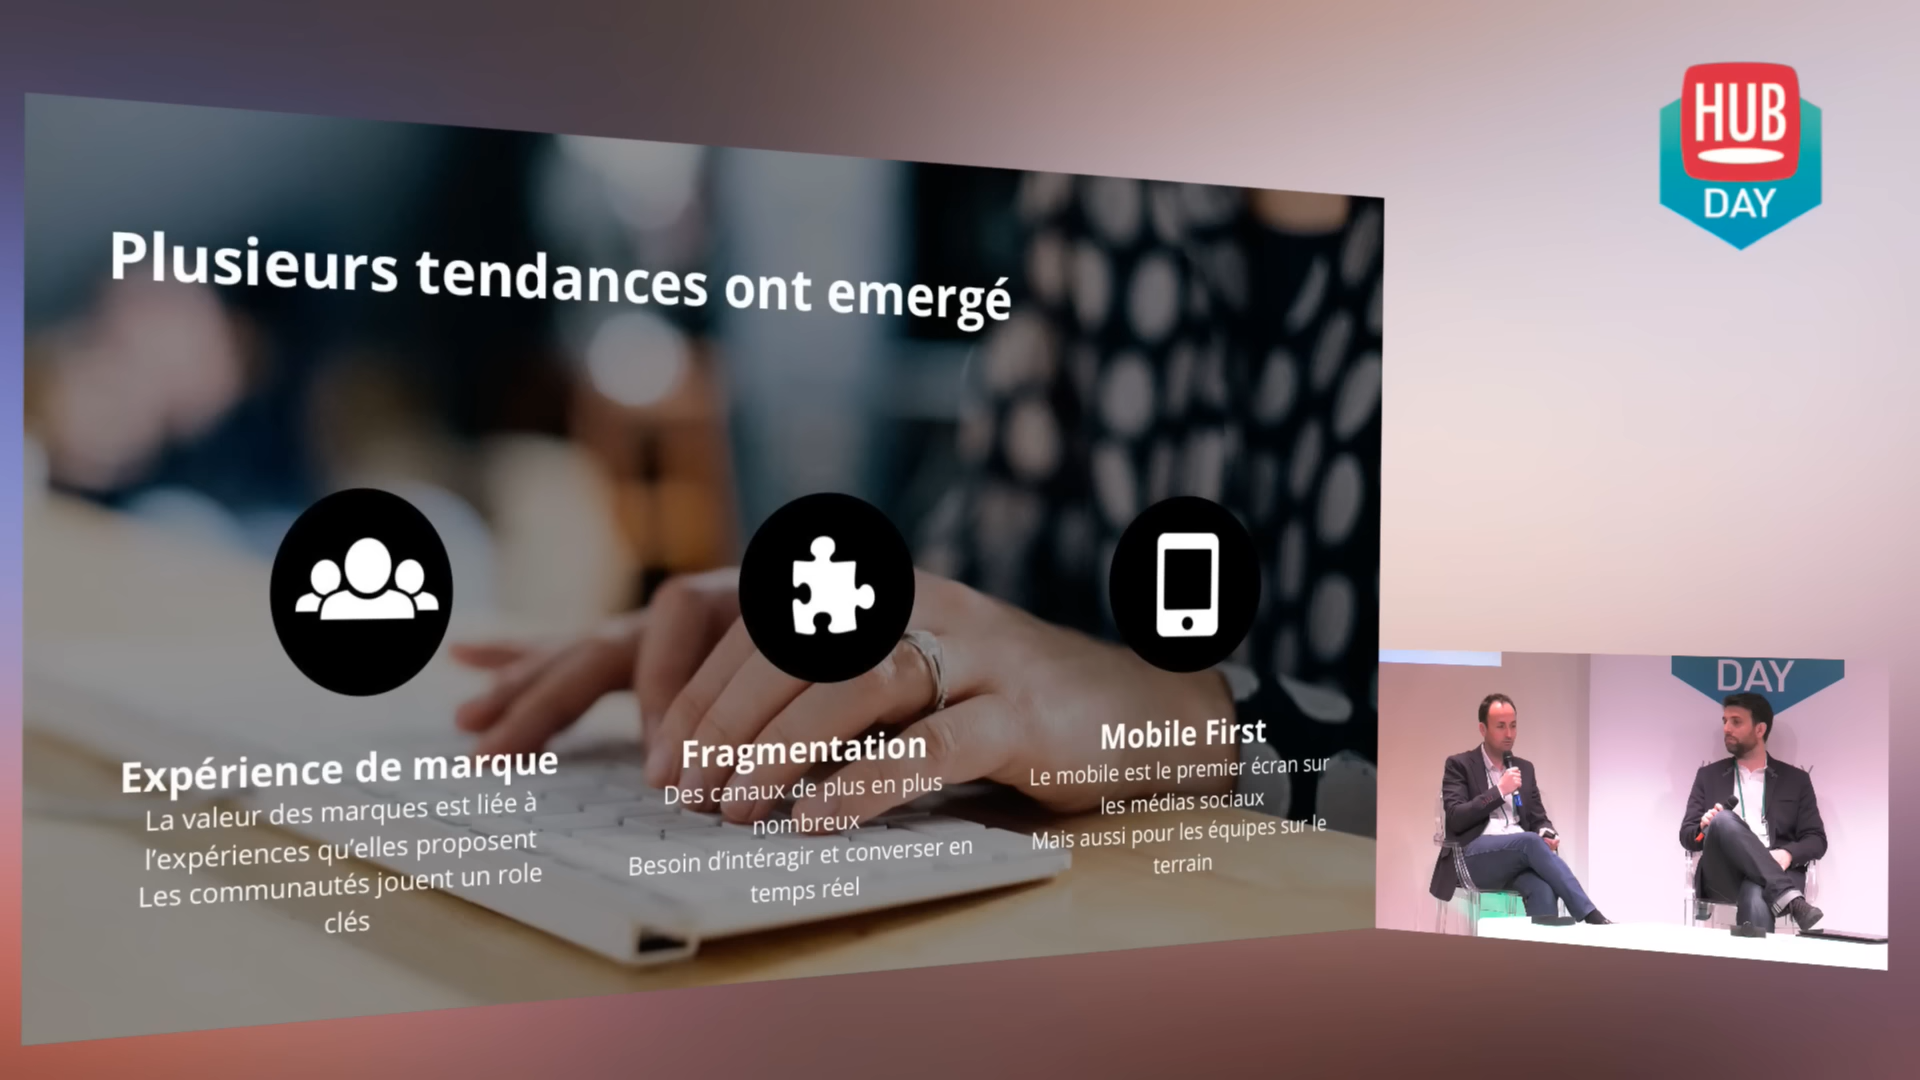 HUB
DAY
Plusieurs tendances ont emergé
Expérience de marque
La valeur des marques est liée à
l’expériences qu’elles proposent
Les communautés jouent un role
clés
Fragmentation
Des canaux de plus en plus
nombreux
Besoin d’intéragir et converser en
temps réel
Mobile First
Le mobile est le premier écran sur
les médias sociaux
Mais aussi pour les équipes sur le
terrain
DAY